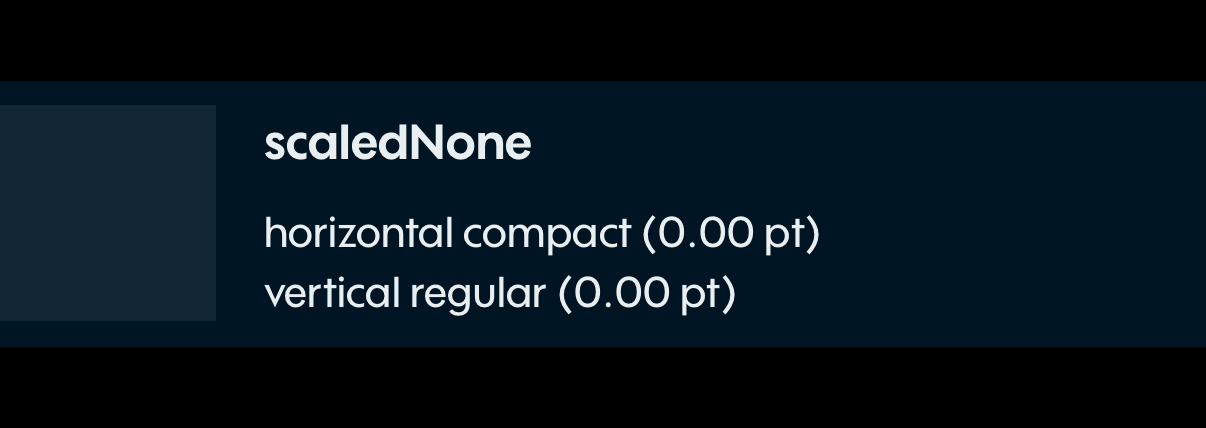 scaledNone
horizontal compact (0.00 pt)
vertical regular (0.00 pt)